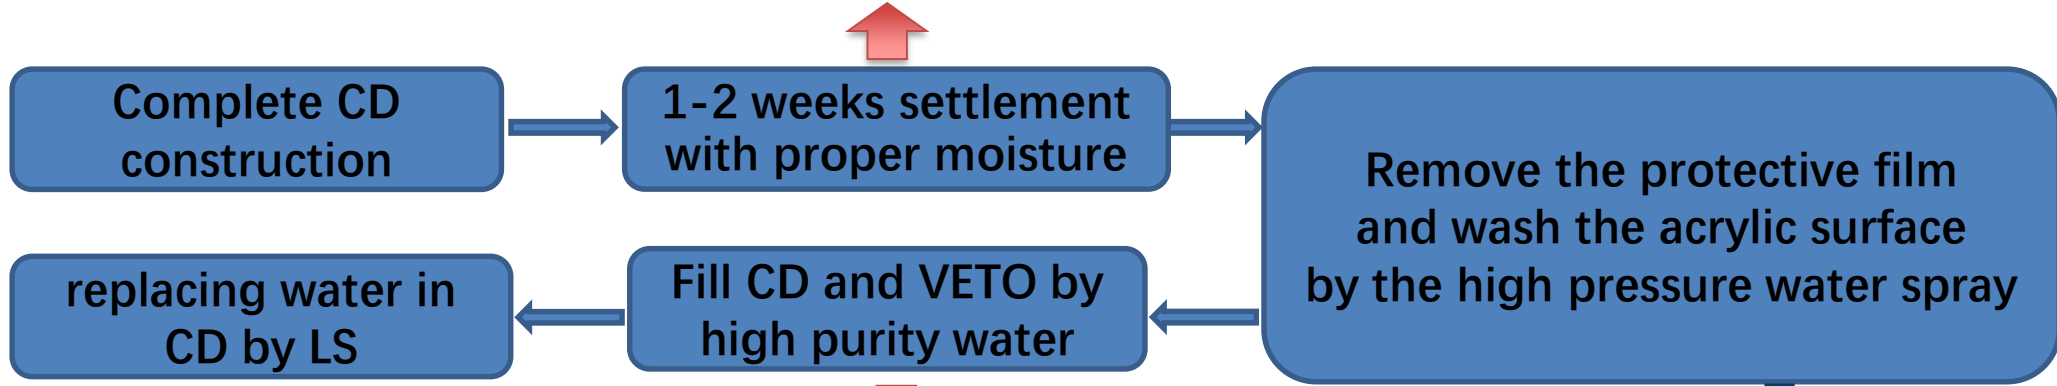 Complete CD
construction
1-2 weeks settlement
with proper moisture
Remove the protective film
and wash the acrylic surface
by the high pressure water spray
Fill CD and VETO by
high purity water
replacing water in
CD by LS